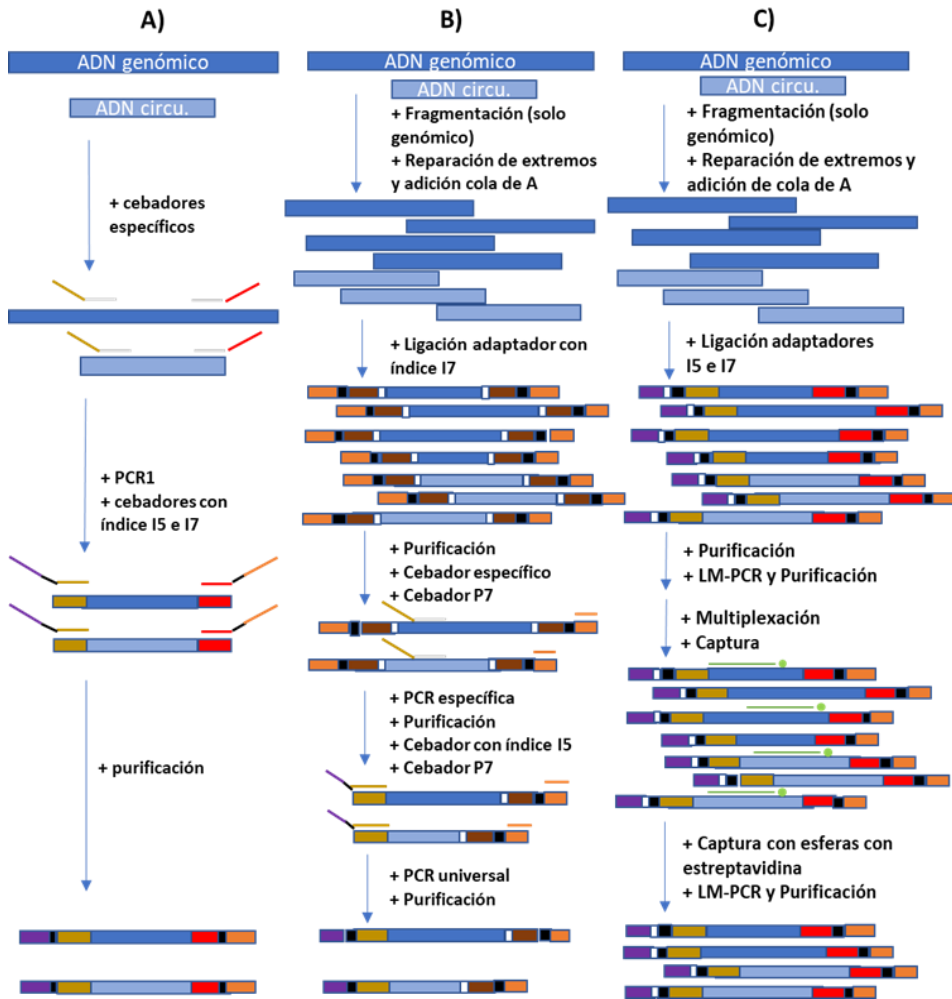 A)
ADN genómico
ADN circu.
+ cebadores
específicos
+ PCR1
+ cebadores con
índice I5 e I7
+ purificación
B)
ADN genómico
ADN circu.
+ Fragmentación (solo
genómico)
+ Reparación de extremos
y adición cola de A
+ Ligación adaptador con
índice I7
+ Purificación
+ Cebador específico
+ Cebador P7
+ PCR específica
+ Purificación
+ Cebador con índice I5
+ Cebador P7
+ PCR universal
+ Purificación
C)
ADN genómico
ADN circu.
+ Fragmentación (solo
genómico)
+ Reparación de extremos y
adición de cola de A
+ Ligación adaptadores
I5 e I7
+ Purificación
+ LM-PCR y Purificación
+ Multiplexación
+ Captura
+ Captura con esferas con
estreptavidina
+ LM-PCR y Purificación